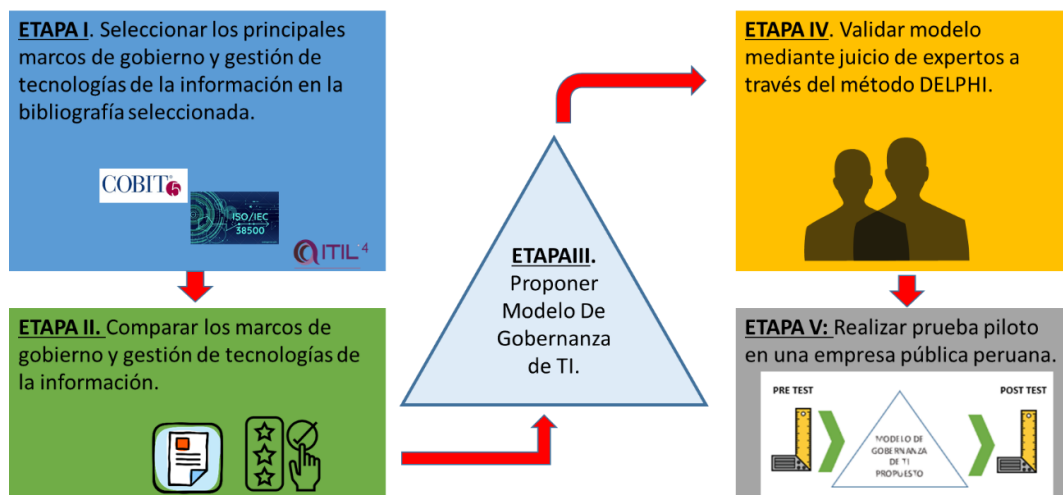 ETAPA I. Seleccionar los principales
marcos de gobierno y gestión de
tecnologías de la información en la
bibliografía seleccionada.
COBIT 5
ISO/IEC
38500
ITIL 4
ETAPA II. Comparar los marcos de
gobierno y gestión de tecnologías de
la información.
ETAPAIII.
Proponer
Modelo De
Gobernanza
de TI.
ETAPA IV. Validar modelo
mediante juicio de expertos a
través del método DELPHI.
ETAPA V: Realizar prueba piloto
en una empresa pública peruana.
PRE TEST
POST TEST
MODELO DE
GOBERNANZA
DE TI
PROPUESTO